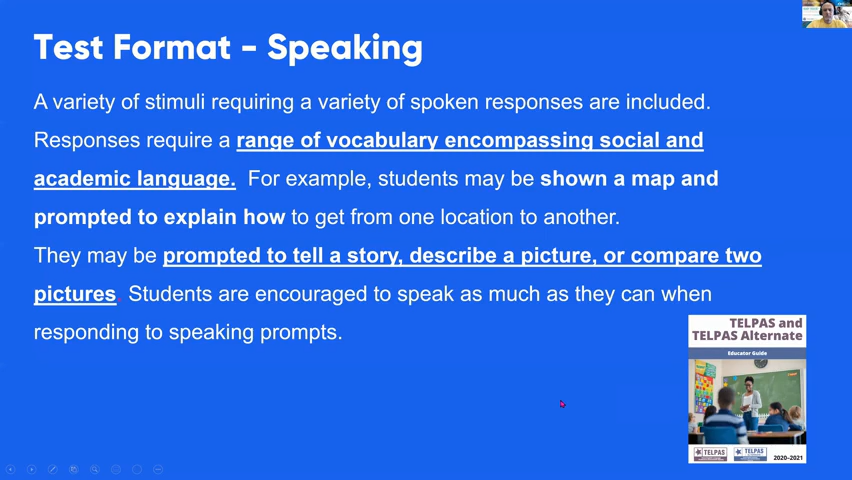 Test Format - Speaking
A variety of stimuli requiring a variety of spoken responses are included.
Responses require a range of vocabulary encompassing social and
academic language.  For example, students may be shown a map and
prompted to explain how to get from one location to another.
They may be prompted to tell a story, describe a picture, or compare two
pictures. Students are encouraged to speak as much as they can when
responding to speaking prompts.
TELPAS and
TELPAS Alternate
Educator Guide
TELPAS
TELPAS
2020–2021